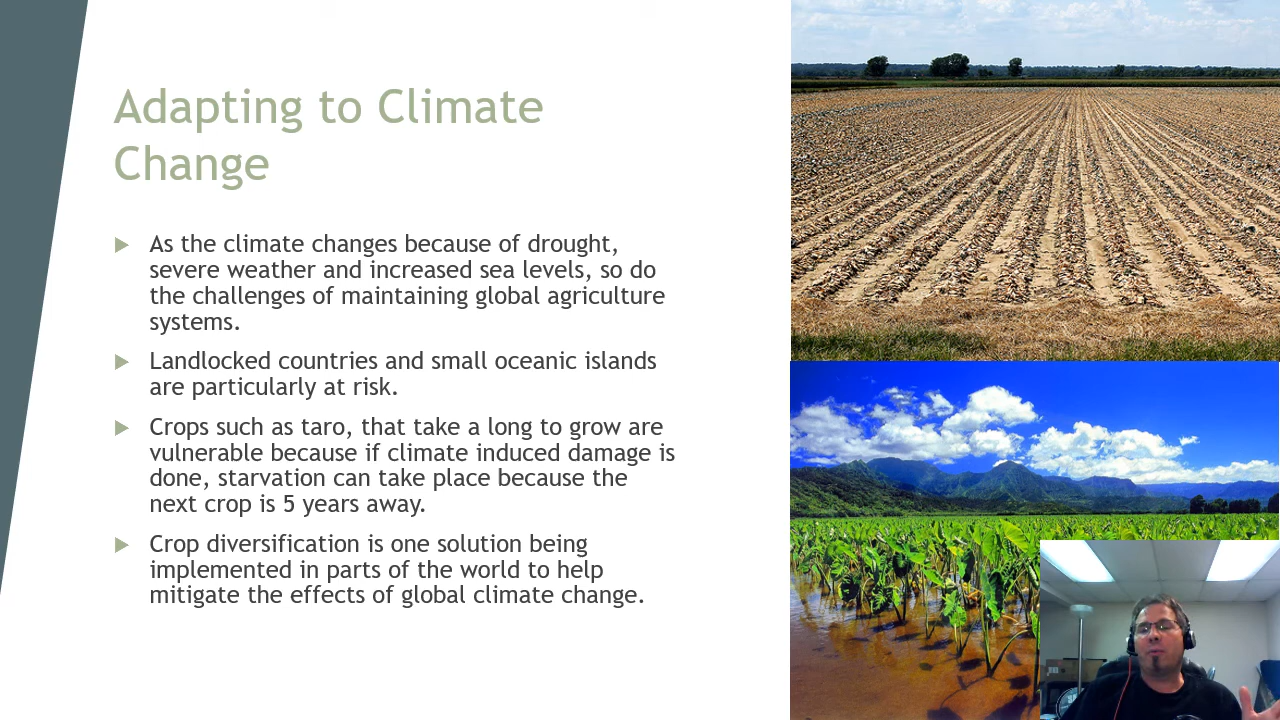 Adapting to Climate
Change
As the climate changes because of drought,
severe weather and increased sea levels, so do
the challenges of maintaining global agriculture
systems.
Landlocked countries and small oceanic islands
are particularly at risk.
Crops such as taro, that take a long to grow are
vulnerable because if climate induced damage is
done, starvation can take place because the
next crop is 5 years away.
Crop diversification is one solution being
implemented in parts of the world to help
mitigate the effects of global climate change.